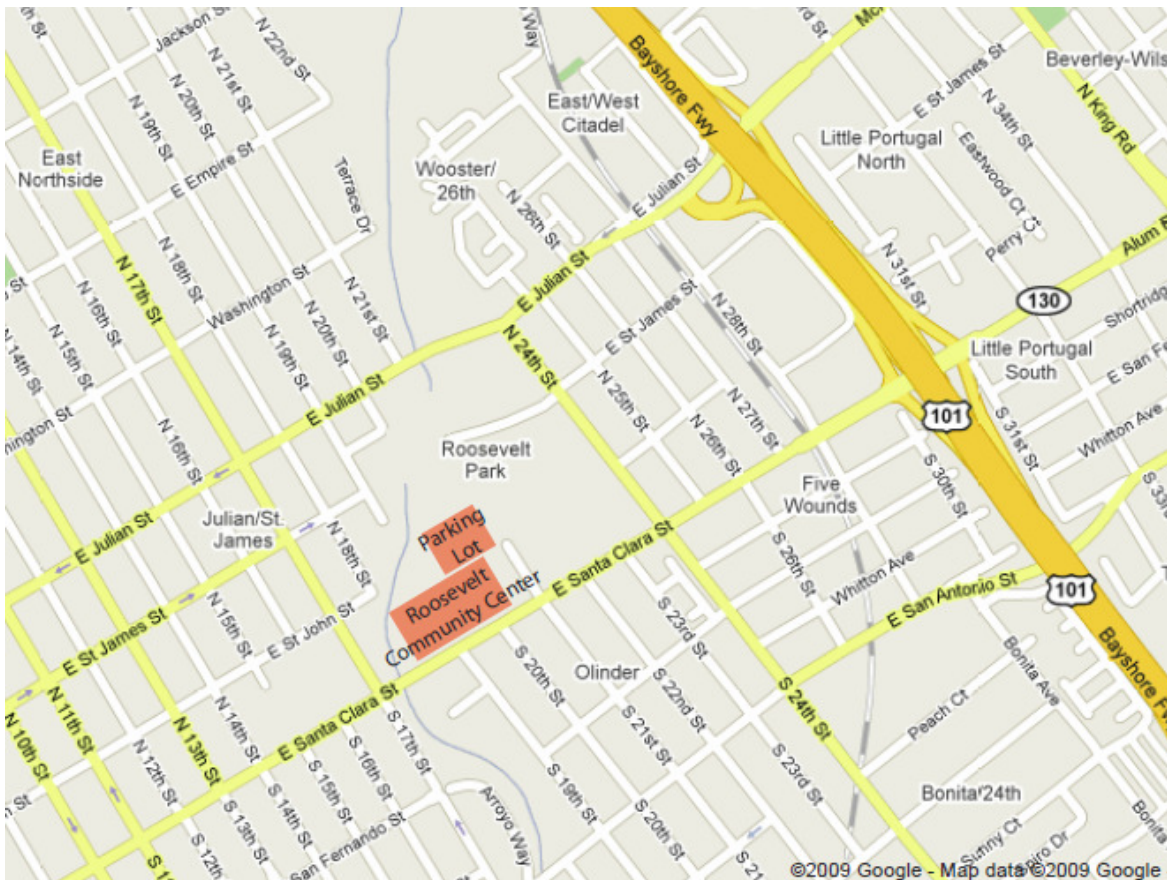 Jackson St
N 22nd St
N 21st St
N 20th St
N 19th St
East
Northside
E Empire St
Terrace Dr
Wooster/
26th
Way
East/West
Citadel
Bayshore Fwy
E St James St
N 34th St
Beverley-Wils
N King Rd
Little Portugal
North
Eastwood Ct
Perry Ct
Alum
N 31st St
130
Shortridg
E San Fe
Little Portugal
South
Whitton Ave
S 31st St
S 33rd
101
N 17th St
N 18th St
Washington St
N 21st St
N 20th St
N 19th St
N 16th St
N 15th St
N 14th St
N 26th St
E Julian St
E Julian St
N 24th St
E St James St
N 28th St
N 27th St
N 25th St
N 26th St
E Julian St
N 16th St
Roosevelt
Park
Five
Wounds
S 30th St
E Julian St
Julian/St.
James
N 18th St
Parking
Lot
Roosevelt
Community Center
E Santa Clara St
S 26th St
Whitton Ave
E San Antonio St
101
Bayshore F
E St James St
N 15th St
E St John St
Olinder
S 23rd St
S 22nd St
S 20th St
S 21st St
S 24th St
Bonita Ave
Peach Ct
N 10th St
N 11th St
N 12th St
N 13th St
N 14th St
E Santa Clara St
S 17th St
S 16th St
S 15th St
S 14th St
S 13th St
S 12th
San Fernando St
Arroyo Way
S 19th St
S 20th St
S 21
S 23rd St
Bonita/24th
Sunny Ct
Bonita
©2009 Google - Map data ©2009 Google